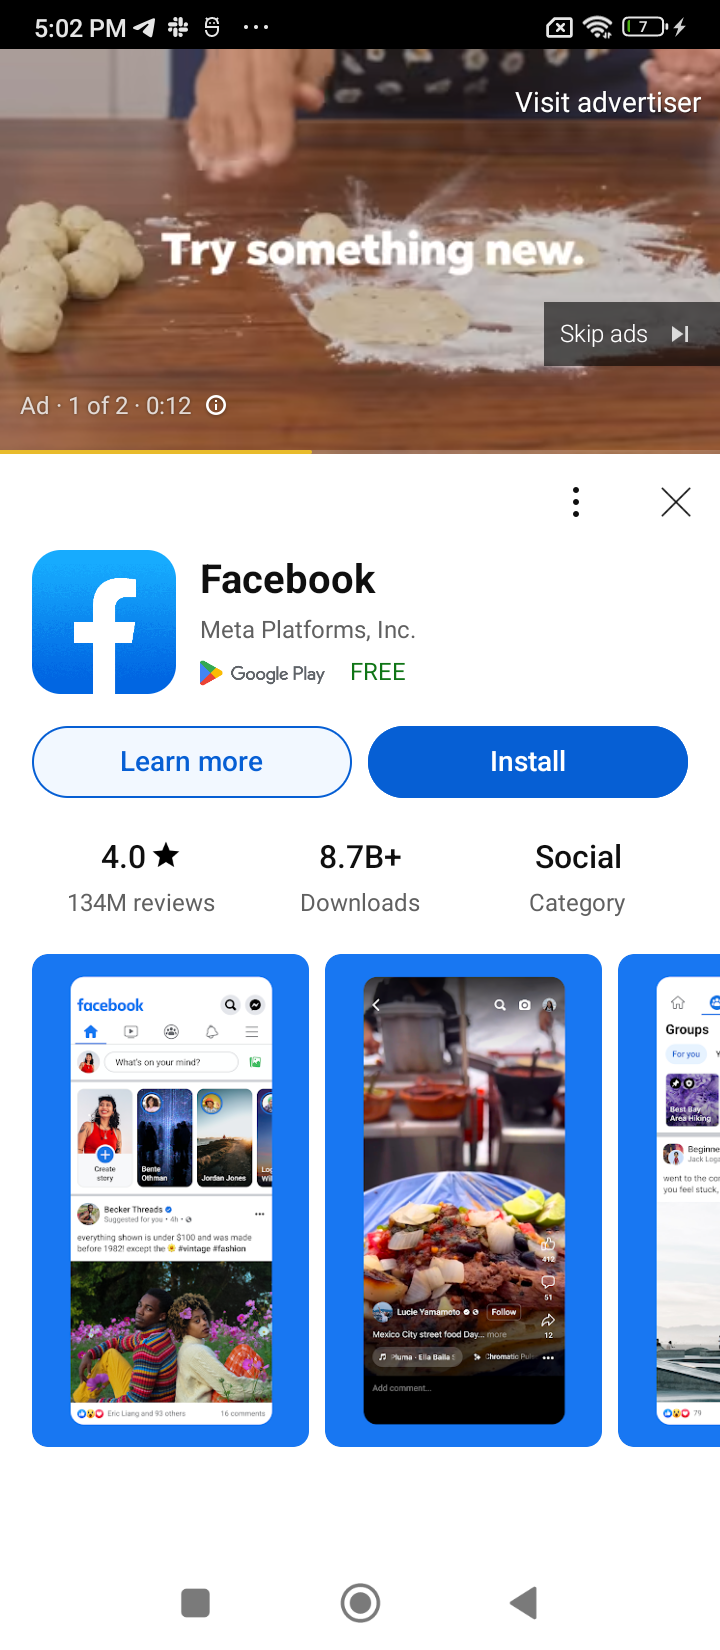 5:02 PM
7
Visit advertiser
Try something new.
Skip ads
Ad · 1 of 2 · 0:12
Facebook
Meta Platforms, Inc.
Google Play FREE
Learn more
Install
4.0★ 8.7B+ Social
134M reviews Downloads Category
facebook
What's on your mind?
Create story
Bente Othman
Jordan Jones
Becker Threads
Suggested for you • 4h •
everything shown is under $100 and was made
before 1982! except the 🌻 #vintage #fashion
Eric Liang and 93 others 16 comments
412
51
Lucie Yamamoto Follow
12
Mexico City street food Day... more
Pluma - Ella Baila S
Chromatic Pul
Add comment...
Groups
For you
Best Bay
Area Hiking
Beginne
Jack Loga
went to the co
you feel stuck,
79